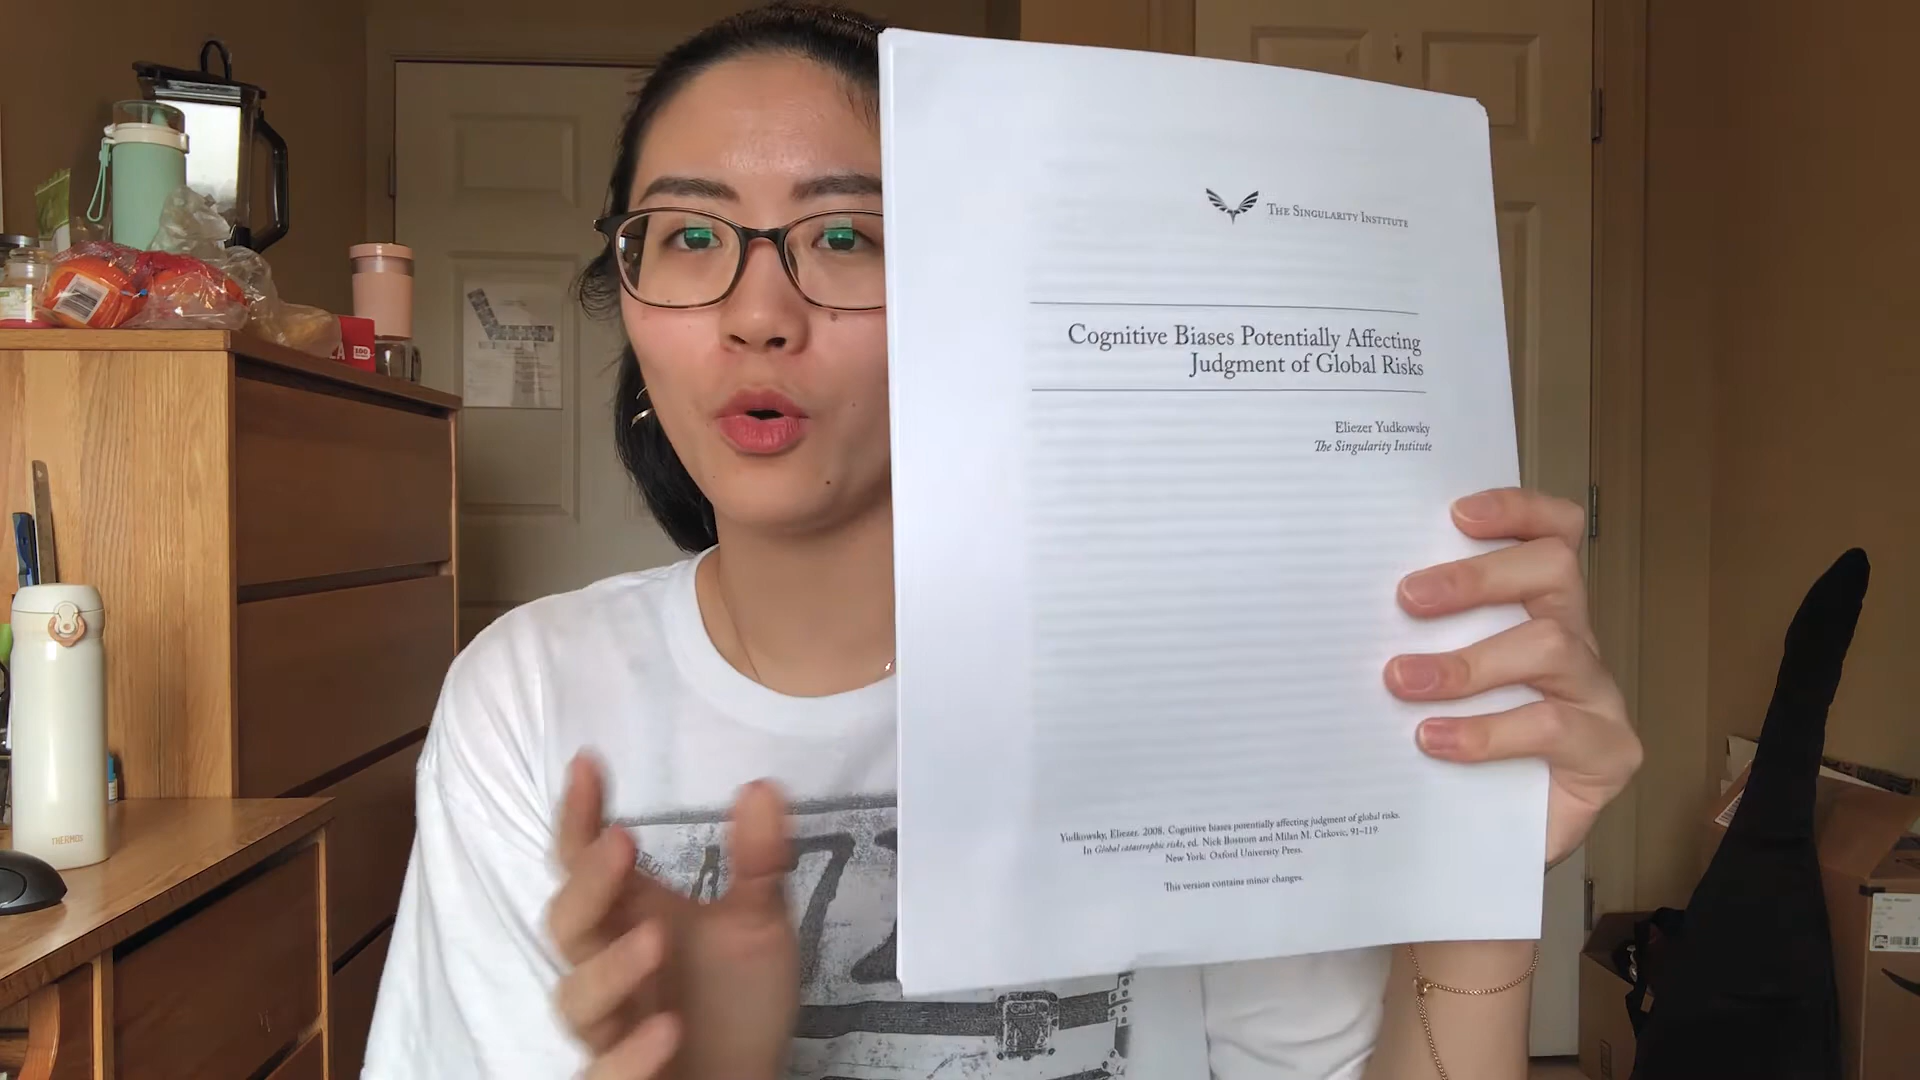 THE SINGULARITY INSTITUTE
Cognitive Biases Potentially Affecting
Judgment of Global Risks
Eliezer Yudkowsky
The Singularity Institute
Yudkowsky, Eliezer. 2008. Cognitive biases potentially affecting judgment of global risks.
In Global catastrophic risks, ed. Nick Bostrom and Milan M. Ćirković, 91–119.
New York: Oxford University Press.
This version contains minor changes.
THERMOS